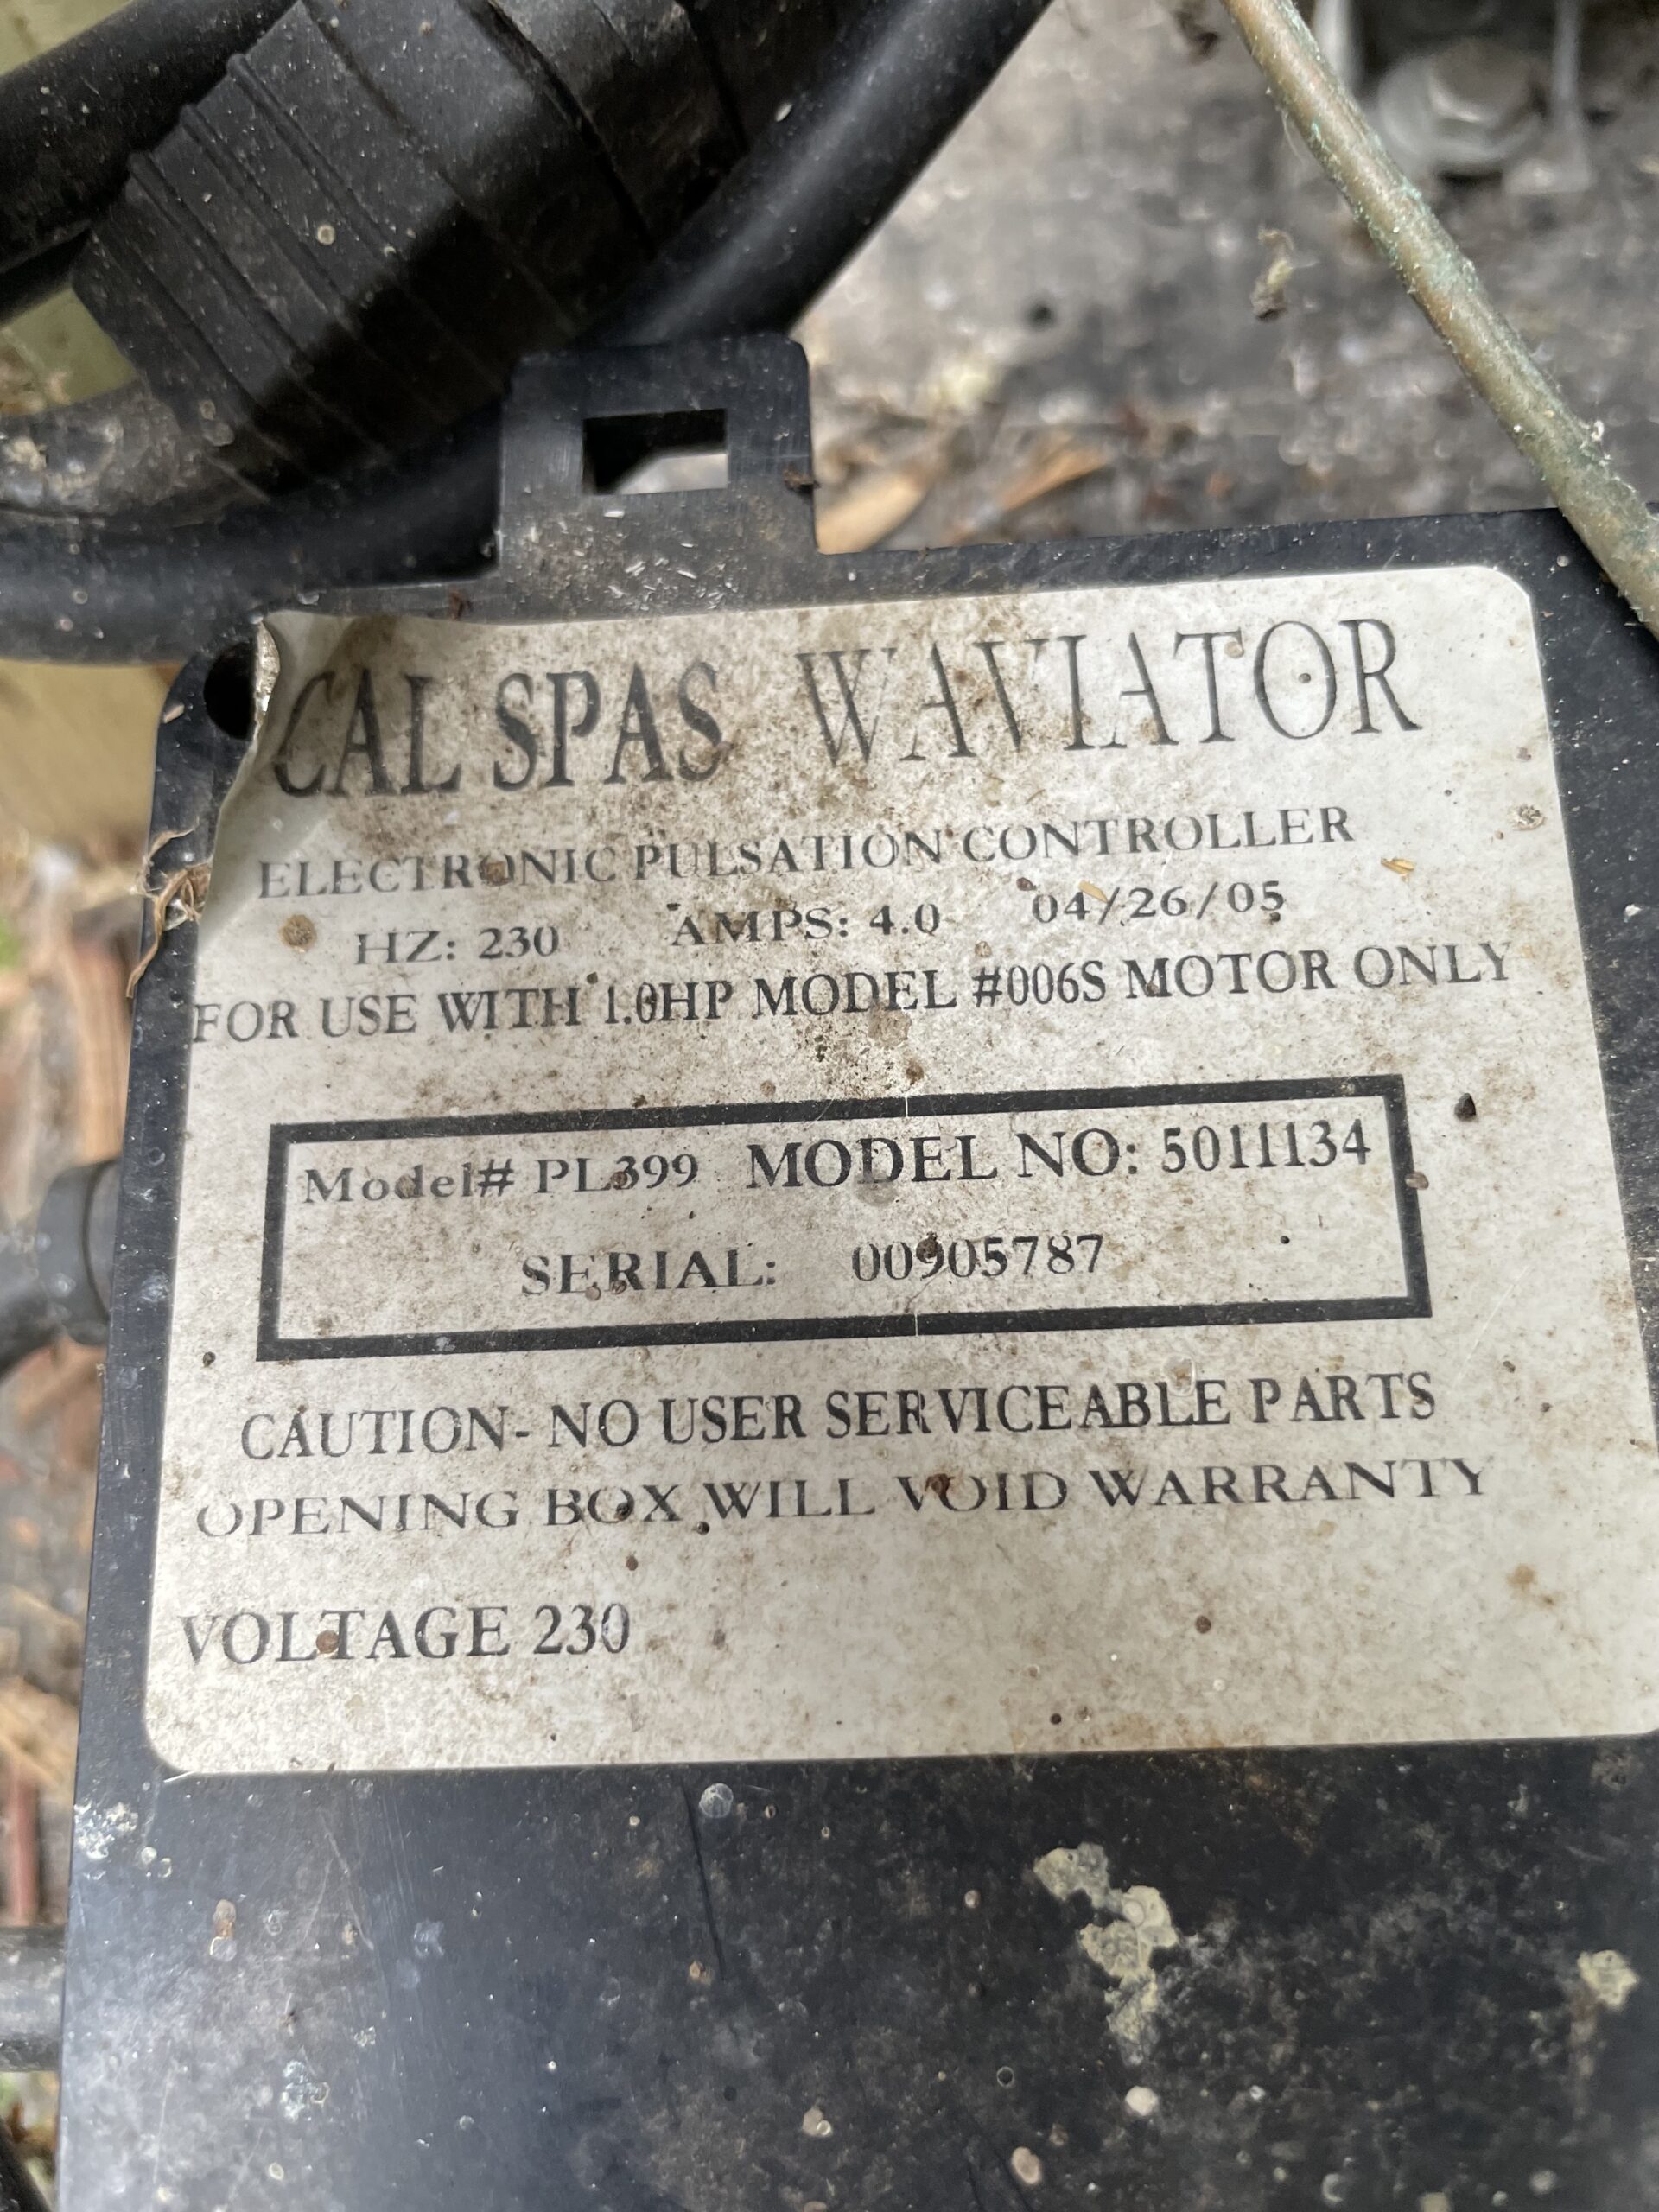 CAL SPAS WAVIATOR
ELECTRONIC PULSATION CONTROLLER
HZ: 230 AMPS: 4.0 04/26/05
FOR USE WITH 1.0HP MODEL #006S MOTOR ONLY
Model# PL399 MODEL NO: 5011134
SERIAL: 00905787
CAUTION- NO USER SERVICEABLE PARTS
OPENING BOX WILL VOID WARRANTY
VOLTAGE 230